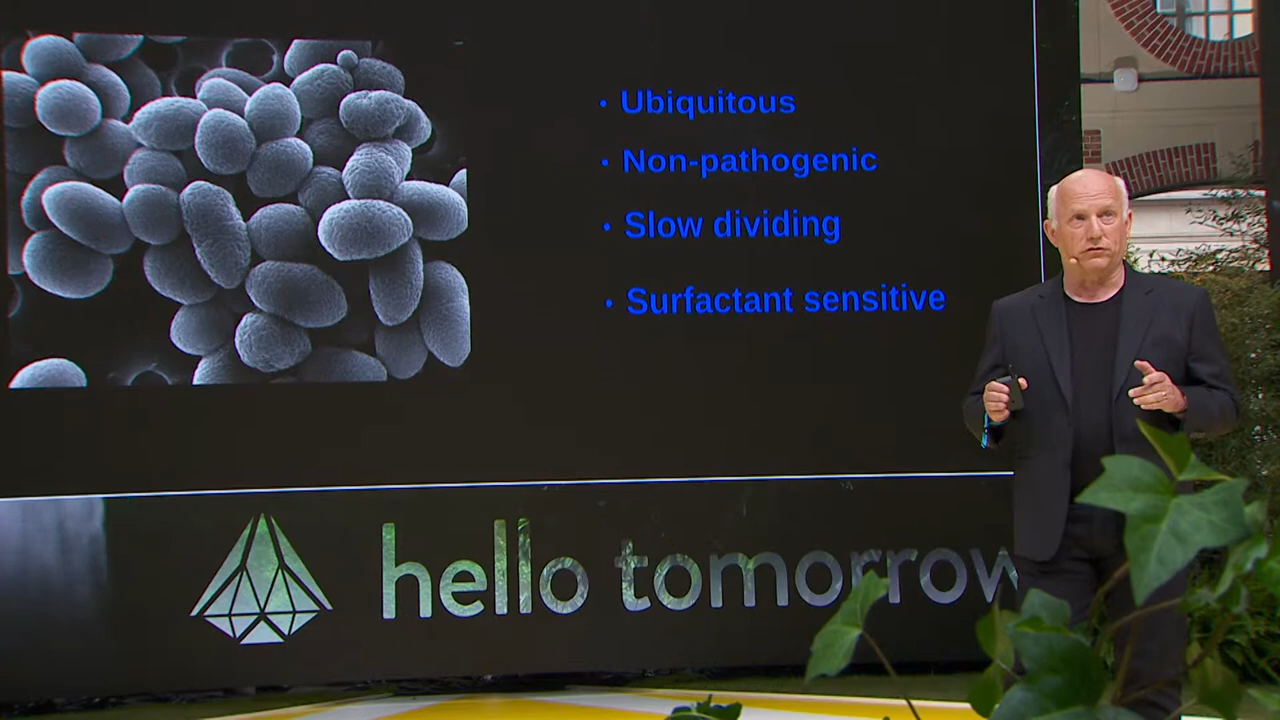 • Ubiquitous
• Non-pathogenic
• Slow dividing
• Surfactant sensitive
hello tomorrow